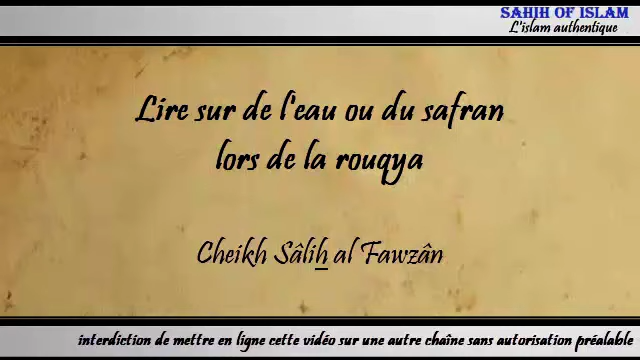 SAHIH OF ISLAM
L'islam authentique
Lire sur de l'eau ou du safran
lors de la rouqya
Cheikh Sâlih al Fawzân
interdiction de mettre en ligne cette vidéo sur une autre chaîne sans autorisation préalable